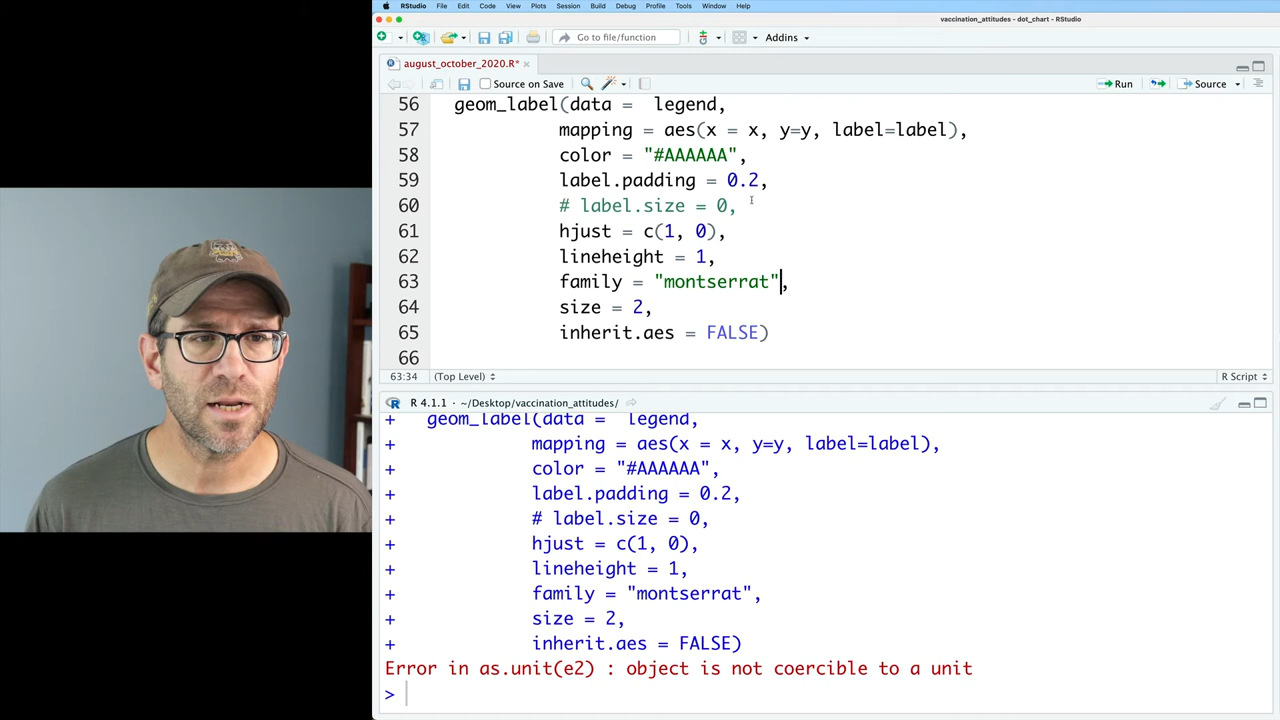 RStudio File Edit Code View Plots Session Build Debug Profile Tools Window Help
vaccination_attitudes - dot_chart - RStudio
Go to file/function Addins
august_october_2020.R*
Source on Save Run Source
56 geom_label(data =  legend,
57 mapping = aes(x = x, y=y, label=label),
58 color = "#AAAAAA",
59 label.padding = 0.2,
60 # label.size = 0,
61 hjust = c(1, 0),
62 lineheight = 1,
63 family = "montserrat",
64 size = 2,
65 inherit.aes = FALSE)
66
63:34 (Top Level) R Script
R 4.1.1 · ~/Desktop/vaccination_attitudes/
+ geom_label(data =  legend,
+ mapping = aes(x = x, y=y, label=label),
+ color = "#AAAAAA",
+ label.padding = 0.2,
+ # label.size = 0,
+ hjust = c(1, 0),
+ lineheight = 1,
+ family = "montserrat",
+ size = 2,
+ inherit.aes = FALSE)
Error in as.unit(e2) : object is not coercible to a unit
>